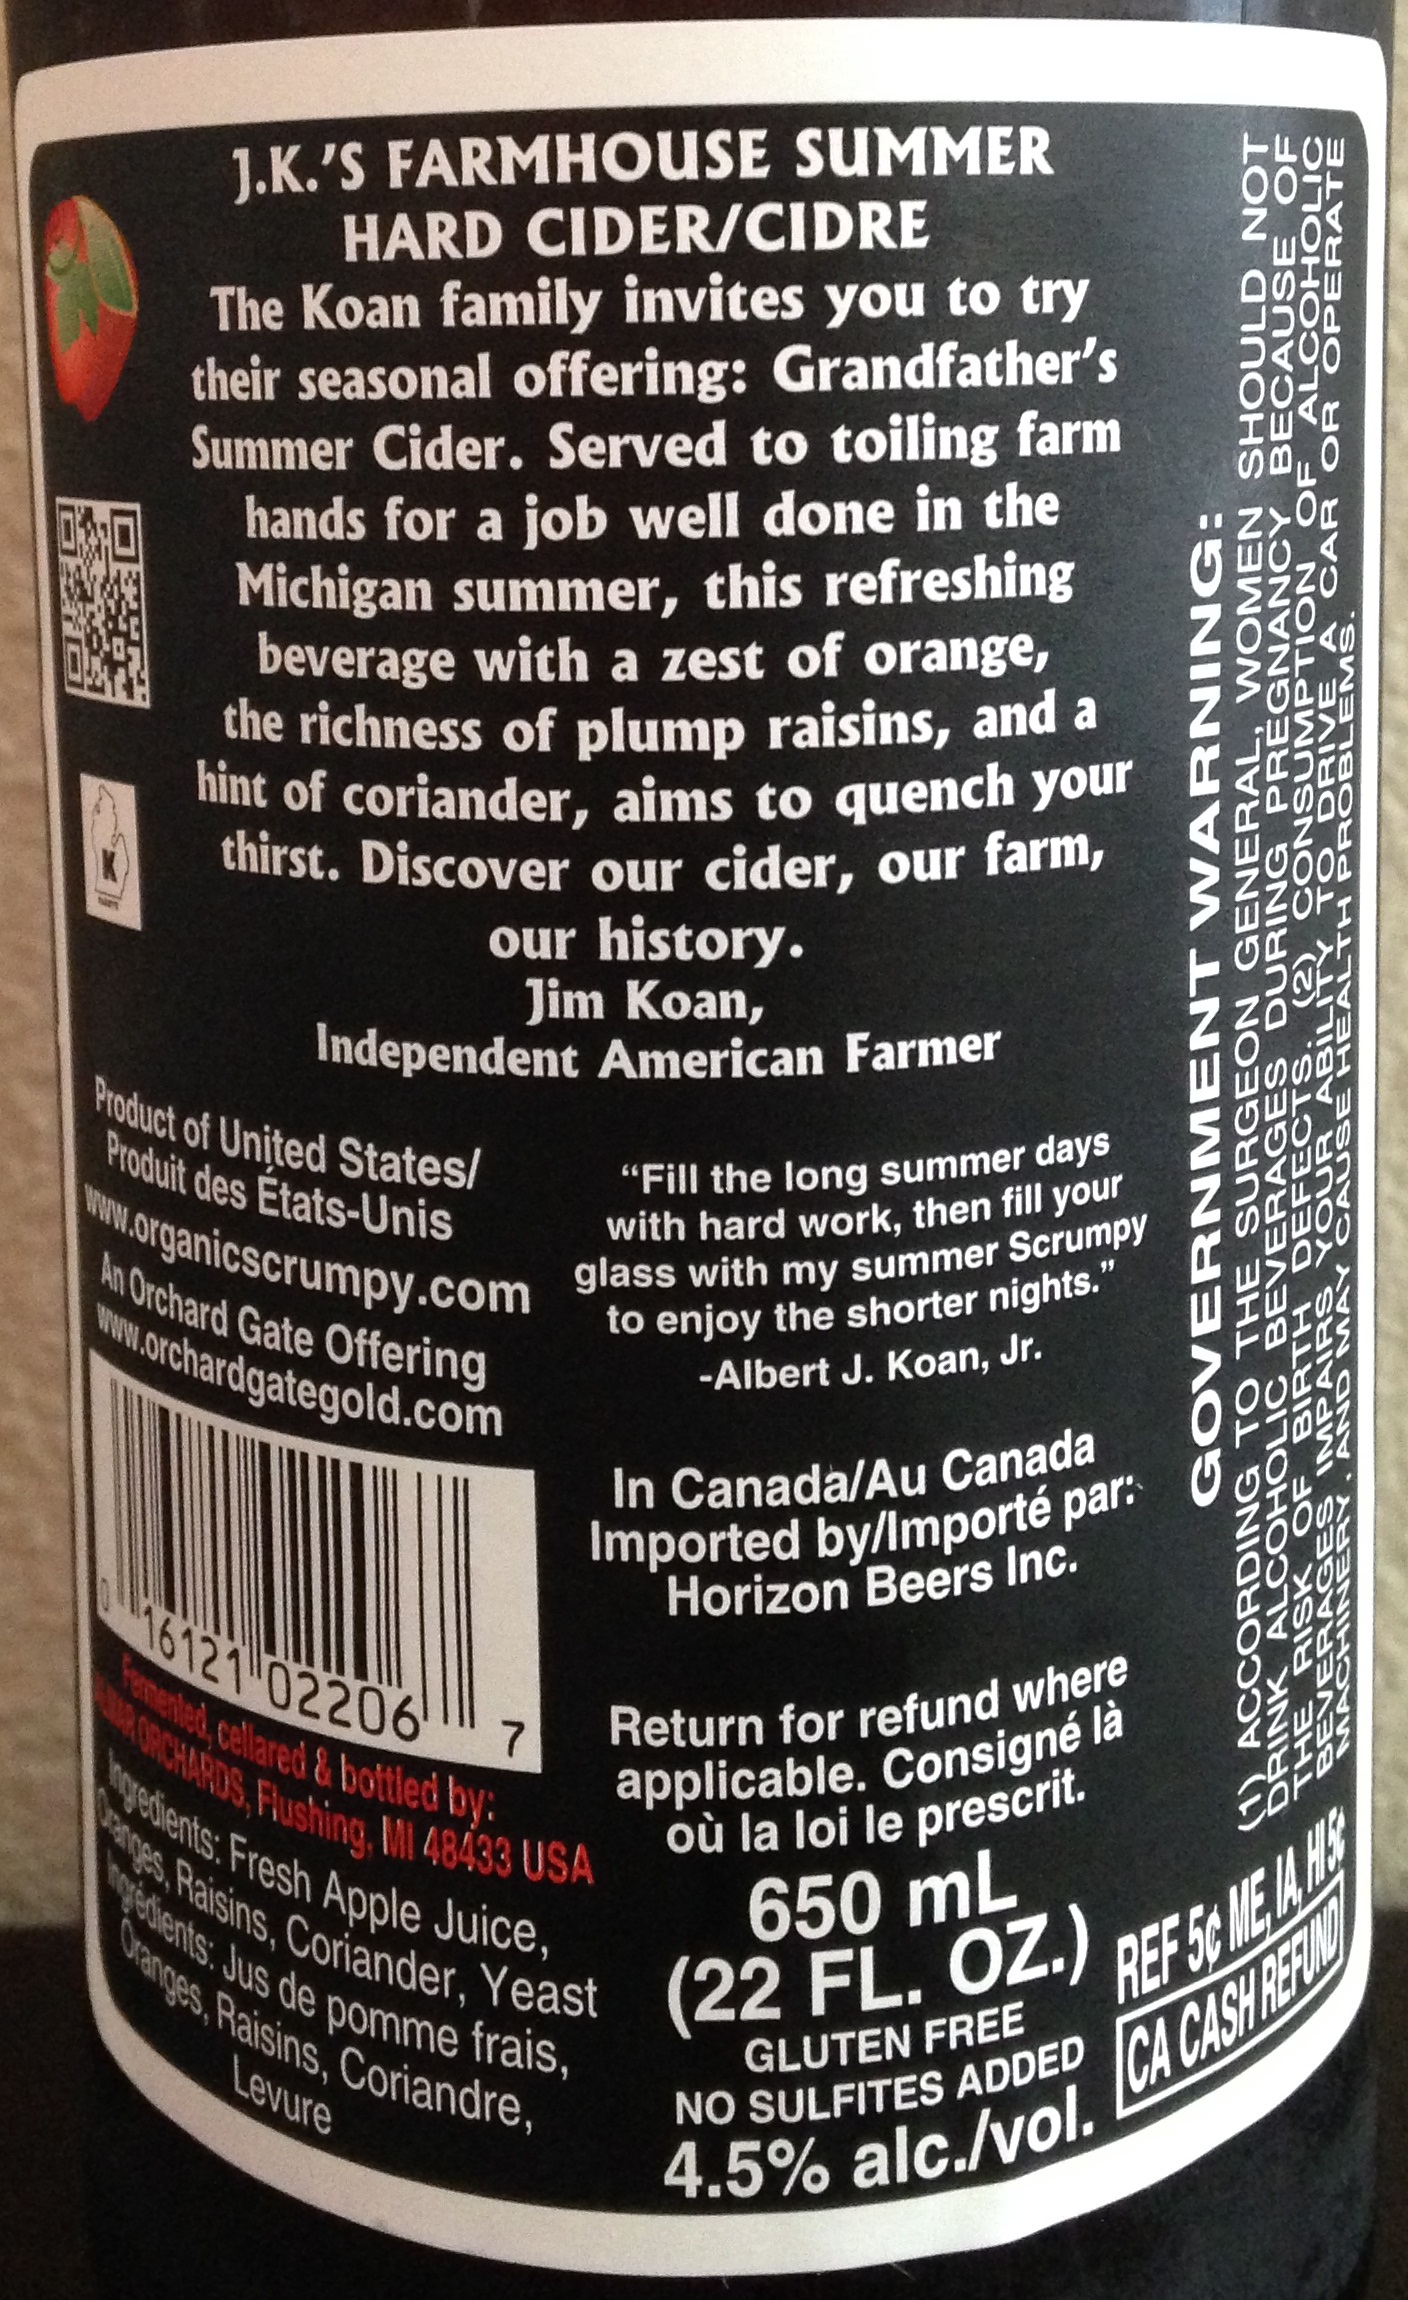 J.K.'S FARMHOUSE SUMMER
HARD CIDER/CIDRE
The Koan family invites you to try
their seasonal offering: Grandfather's
Summer Cider. Served to toiling farm
hands for a job well done in the
Michigan summer, this refreshing
beverage with a zest of orange,
the richness of plump raisins, and a
hint of coriander, aims to quench your
thirst. Discover our cider, our farm,
our history.
Jim Koan,
Independent American Farmer
K
Product of United States/
Produit des États-Unis
www.organicscrumpy.com
An Orchard Gate Offering
www.orchardgategold.com
0 16121 02206 7
Fermented, cellared & bottled by:
ALMAR ORCHARDS, Flushing, MI 48433 USA
Ingredients: Fresh Apple Juice,
Oranges, Raisins, Coriander, Yeast
Ingrédients: Jus de pomme frais,
Oranges, Raisins, Coriandre,
Levure
"Fill the long summer days
with hard work, then fill your
glass with my summer Scrumpy
to enjoy the shorter nights."
-Albert J. Koan, Jr.
In Canada/Au Canada
Imported by/Importé par:
Horizon Beers Inc.
Return for refund where
applicable. Consigné là
où la loi le prescrit.
650 mL
(22 FL. OZ.)
GLUTEN FREE
NO SULFITES ADDED
4.5% alc./vol.
GOVERNMENT WARNING:
(1) ACCORDING TO THE SURGEON GENERAL, WOMEN SHOULD NOT
DRINK ALCOHOLIC BEVERAGES DURING PREGNANCY BECAUSE OF
THE RISK OF BIRTH DEFECTS. (2) CONSUMPTION OF ALCOHOLIC
BEVERAGES IMPAIRS YOUR ABILITY TO DRIVE A CAR OR OPERATE
MACHINERY, AND MAY CAUSE HEALTH PROBLEMS.
REF 5¢ ME, IA, HI 5¢
CA CASH REFUND